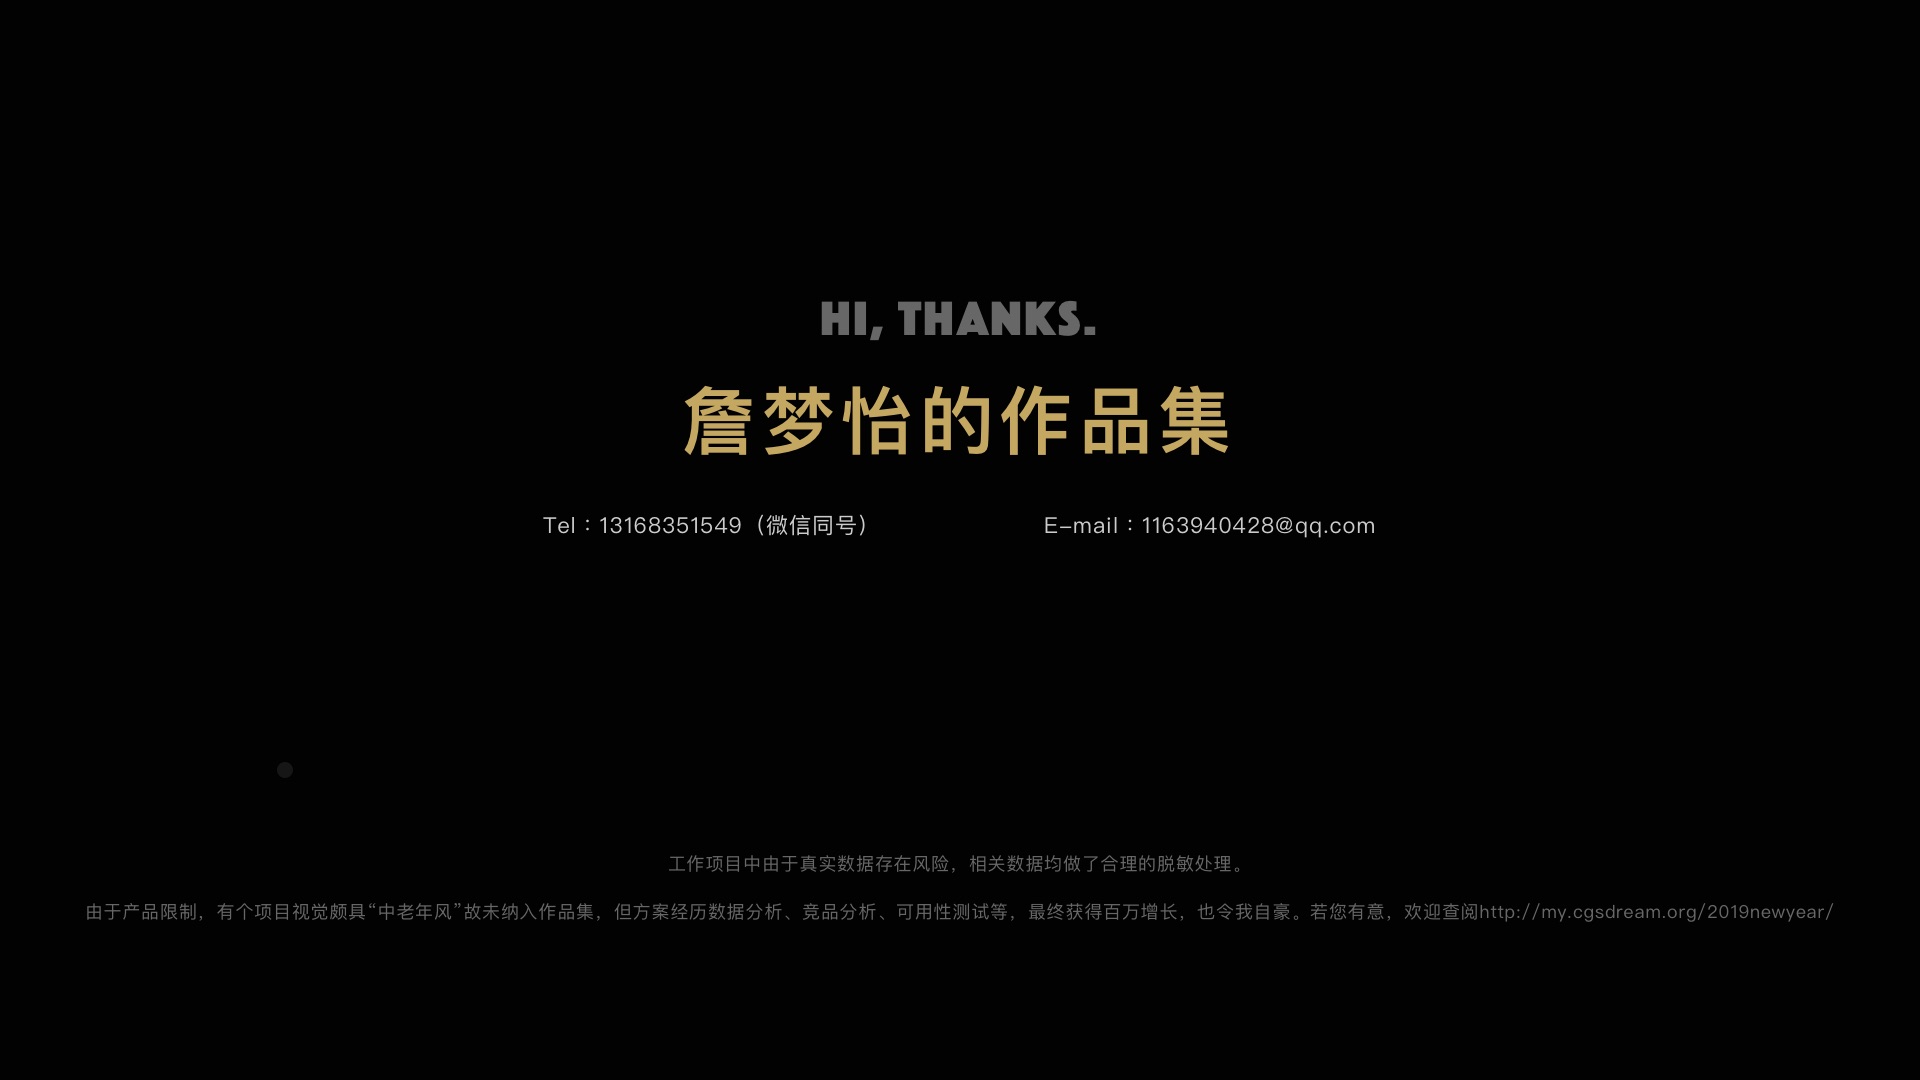 HI, THANKS.
詹梦怡的作品集
Tel：13168351549（微信同号）
E-mail：1163940428@qq.com
工作项目中由于真实数据存在风险，相关数据均做了合理的脱敏处理。
由于产品限制，有个项目视觉颇具“中老年风”故未纳入作品集，但方案经历数据分析、竞品分析、可用性测试等，最终获得百万增长，也令我自豪。若您有意，欢迎查阅http://my.cgsdream.org/2019newyear/